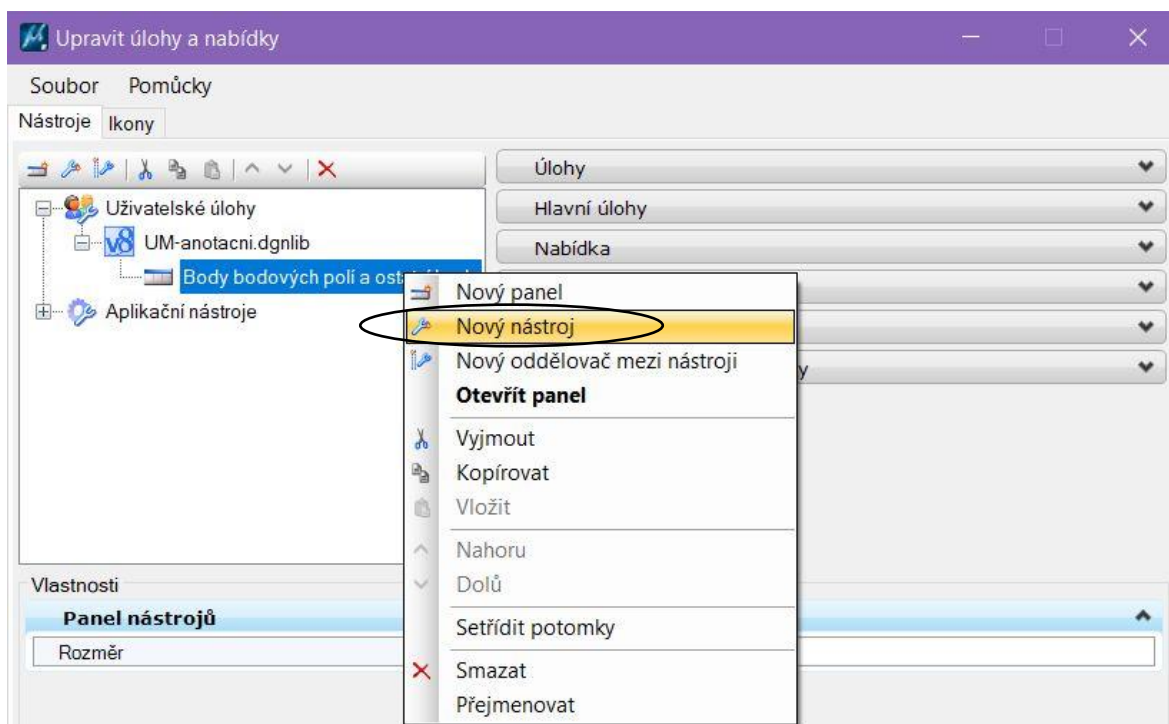 Upravit úlohy a nabídky
Soubor Pomůcky
Nástroje Ikony
Úlohy
Hlavní úlohy
Nabídka
Uživatelské úlohy
UM-anotacni.dgnlib
Body bodových polí a
Aplikační nástroje
Nový panel
Nový nástroj
Nový oddělovač mezi nástroji
Otevřít panel
Vyjmout
Kopírovat
Vložit
Nahoru
Dolů
Setřídit potomky
Smazat
Přejmenovat
Vlastnosti
Panel nástrojů
Rozměr